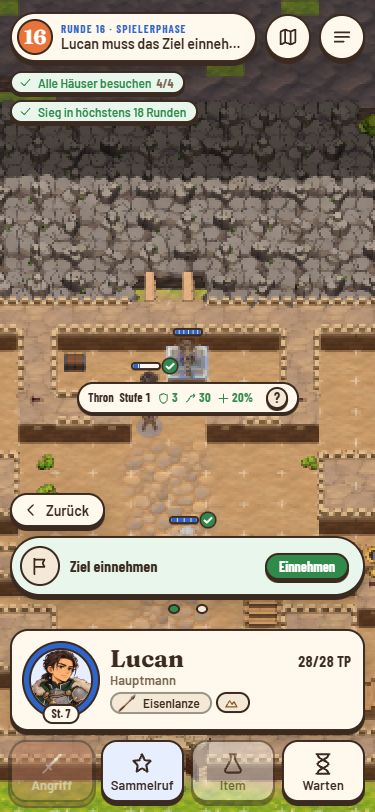 16
RUNDE 16 · SPIELERPHASE
Lucan muss das Ziel einneh...
Alle Häuser besuchen 4/4
Sieg in höchstens 18 Runden
Thron Stufe 1 3 30 20% ?
Zurück
Ziel einnehmen Einnehmen
Lucan 28/28 TP
Hauptmann
Eisenlanze
St. 7
Angriff Sammelruf Item Warten